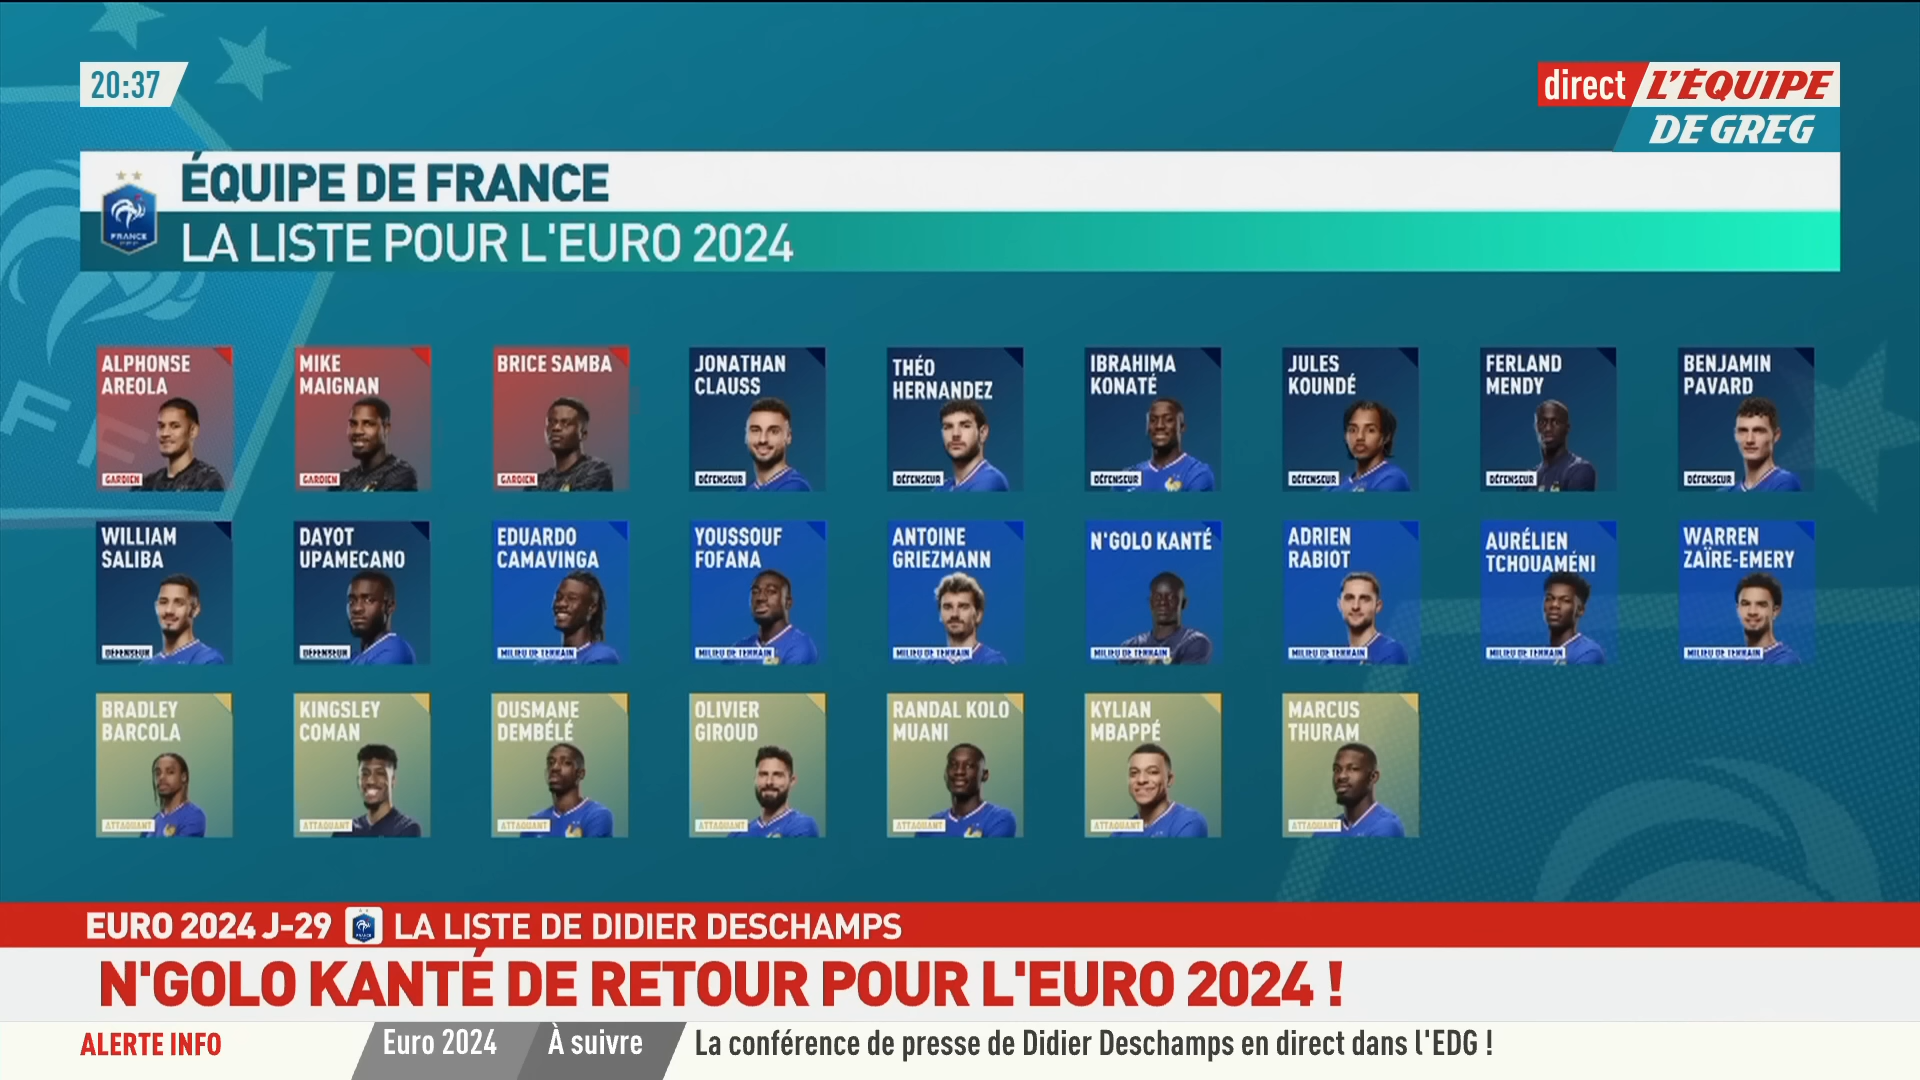 20:37
direct L'ÉQUIPE
DE GREG
ÉQUIPE DE FRANCE
FRANCE
LA LISTE POUR L'EURO 2024
ALPHONSE
AREOLA
GARDIEN
MIKE
MAIGNAN
GARDIEN
BRICE SAMBA
GARDIEN
JONATHAN
CLAUSS
DÉFENSEUR
THÉO
HERNANDEZ
DÉFENSEUR
IBRAHIMA
KONATÉ
DÉFENSEUR
JULES
KOUNDÉ
DÉFENSEUR
FERLAND
MENDY
DÉFENSEUR
BENJAMIN
PAVARD
DÉFENSEUR
WILLIAM
SALIBA
DÉFENSEUR
DAYOT
UPAMECANO
DÉFENSEUR
EDUARDO
CAMAVINGA
MILIEU DE TERRAIN
YOUSSOUF
FOFANA
MILIEU DE TERRAIN
ANTOINE
GRIEZMANN
MILIEU DE TERRAIN
N'GOLO KANTÉ
MILIEU DE TERRAIN
ADRIEN
RABIOT
MILIEU DE TERRAIN
AURÉLIEN
TCHOUAMÉNI
MILIEU DE TERRAIN
WARREN
ZAÏRE-EMERY
MILIEU DE TERRAIN
BRADLEY
BARCOLA
ATTAQUANT
KINGSLEY
COMAN
ATTAQUANT
OUSMANE
DEMBÉLÉ
ATTAQUANT
OLIVIER
GIROUD
ATTAQUANT
RANDAL KOLO
MUANI
ATTAQUANT
KYLIAN
MBAPPÉ
ATTAQUANT
MARCUS
THURAM
ATTAQUANT
EURO 2024 J-29 LA LISTE DE DIDIER DESCHAMPS
N'GOLO KANTÉ DE RETOUR POUR L'EURO 2024 !
ALERTE INFO Euro 2024 À suivre La conférence de presse de Didier Deschamps en direct dans l'EDG !